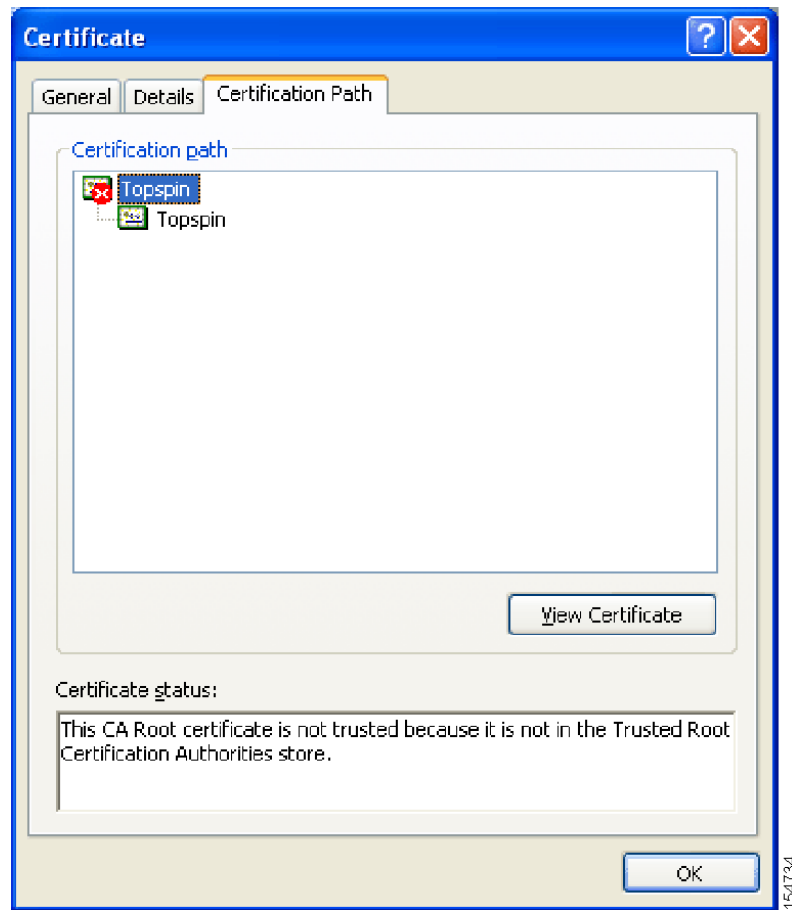 Certificate
General Details Certification Path
Certification path
Topspin
Topspin
View Certificate
Certificate status:
This CA Root certificate is not trusted because it is not in the Trusted Root
Certification Authorities store.
OK
154734